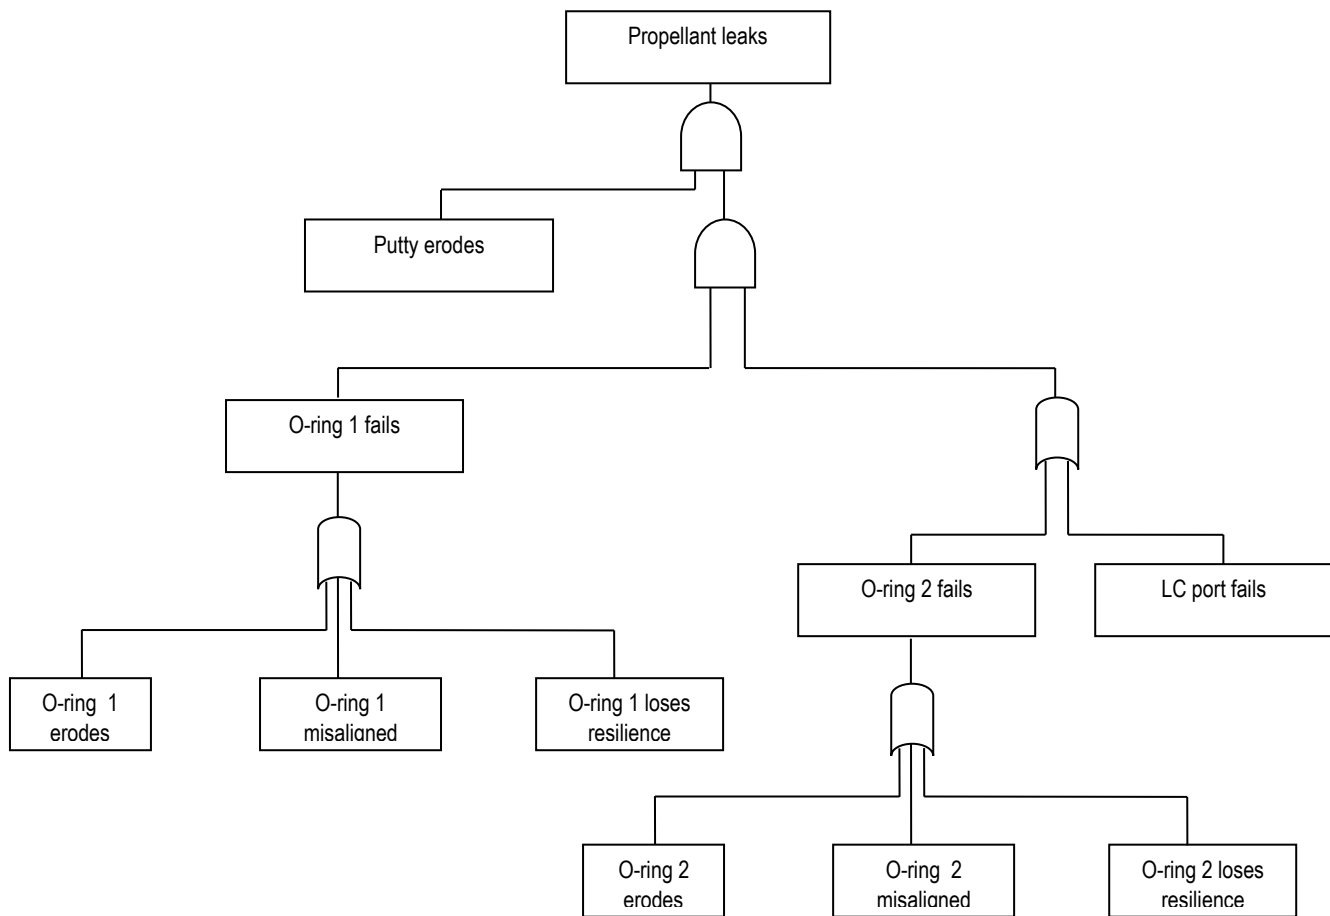 Propellant leaks
Putty erodes
O-ring 1 fails
O-ring 2 fails
LC port fails
O-ring 1
erodes
O-ring 1
misaligned
O-ring 1 loses
resilience
O-ring 2
erodes
O-ring 2
misaligned
O-ring 2 loses
resilience